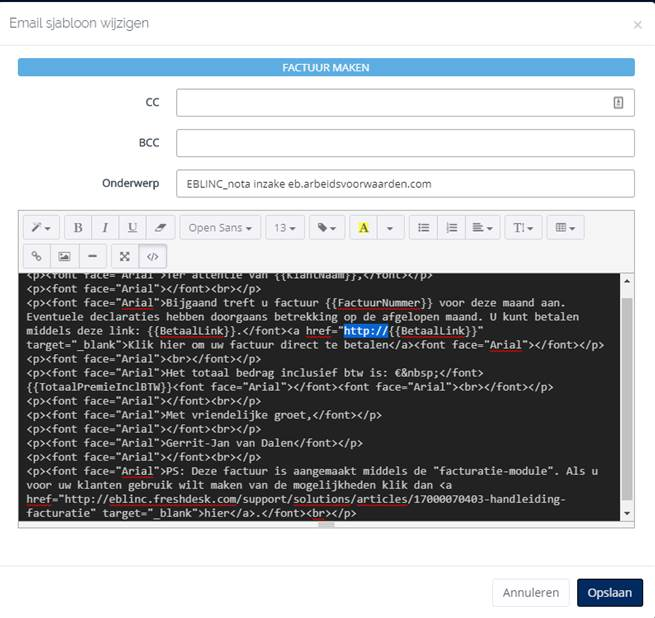 Email sjabloon wijzigen
×
FACTUUR MAKEN
CC
BCC
Onderwerp
EBLINC_nota inzake eb.arbeidsvoorwaarden.com
B I U Open Sans 13 A T
</>
<p><font face="Arial">Ter attentie van {{KlantNaam}},</font></p>
<p><font face="Arial"></font><br></p>
<p><font face="Arial">Bijgaand treft u factuur {{FactuurNummer}} voor deze maand aan.
Eventuele declaraties hebben doorgaans betrekking op de afgelopen maand. U kunt betalen
middels deze link: {{BetaalLink}}.</font><a href="http://{{BetaalLink}}"
target="_blank">Klik hier om uw factuur direct te betalen</a><font face="Arial"></font></p>
<p><font face="Arial"><br></font></p>
<p><font face="Arial">Het totaal bedrag inclusief btw is: €&nbsp;</font>
{{TotaalPremieInclBTW}}<font face="Arial"></font><font face="Arial"><br></font></p>
<p><font face="Arial"></font><br></p>
<p><font face="Arial">Met vriendelijke groet,</font></p>
<p><font face="Arial"></font><br></p>
<p><font face="Arial">Gerrit-Jan van Dalen</font></p>
<p><font face="Arial"></font><br></p>
<p><font face="Arial">PS: Deze factuur is aangemaakt middels de "facturatie-module". Als u
voor uw klanten gebruik wilt maken van de mogelijkheden klik dan <a
href="http://eblinc.freshdesk.com/support/solutions/articles/17000070403-handleiding-
facturatie" target="_blank">hier</a>.</font><br></p>
Annuleren
Opslaan